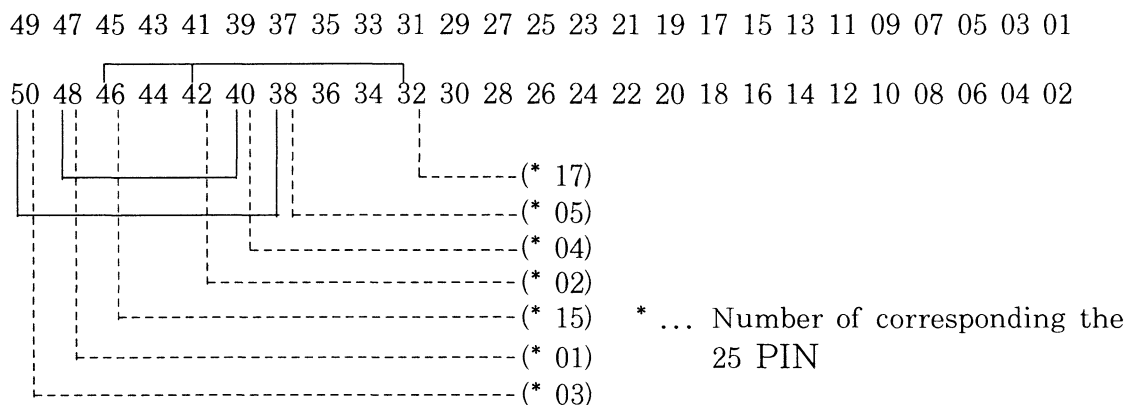 49 47 45 43 41 39 37 35 33 31 29 27 25 23 21 19 17 15 13 11 09 07 05 03 01
50 48 46 44 42 40 38 36 34 32 30 28 26 24 22 20 18 16 14 12 10 08 06 04 02
(* 17)
(* 05)
(* 04)
(* 02)
(* 15)
(* 01)
(* 03)
* ... Number of corresponding the
25 PIN